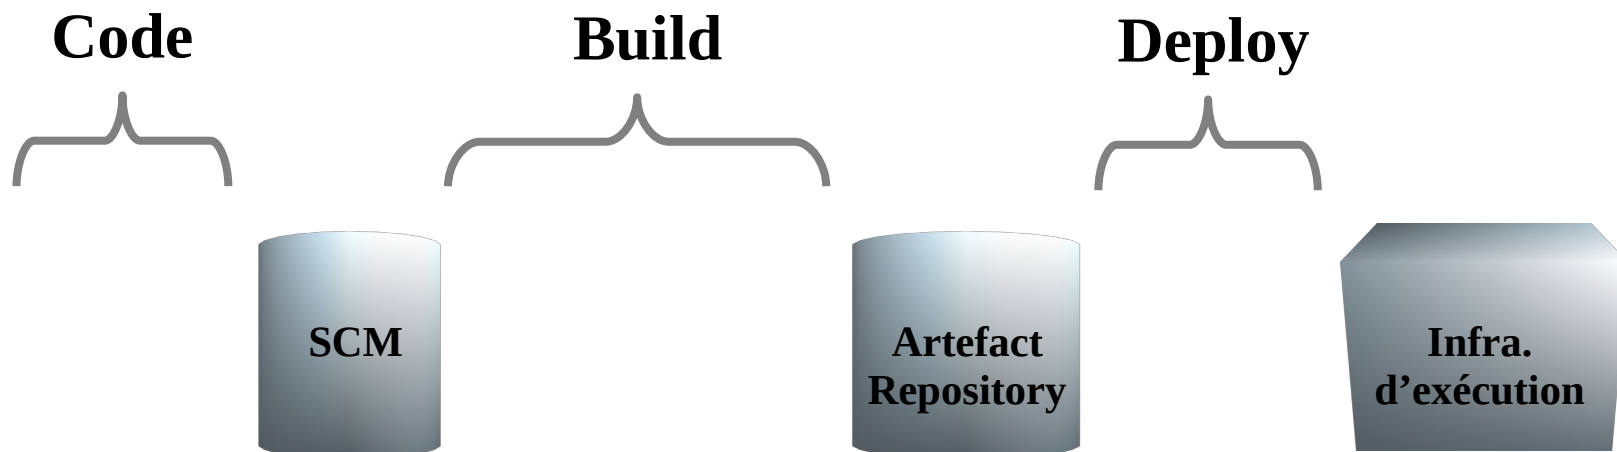 Code
Build
Deploy
SCM
Artefact
Repository
Infra.
d’exécution